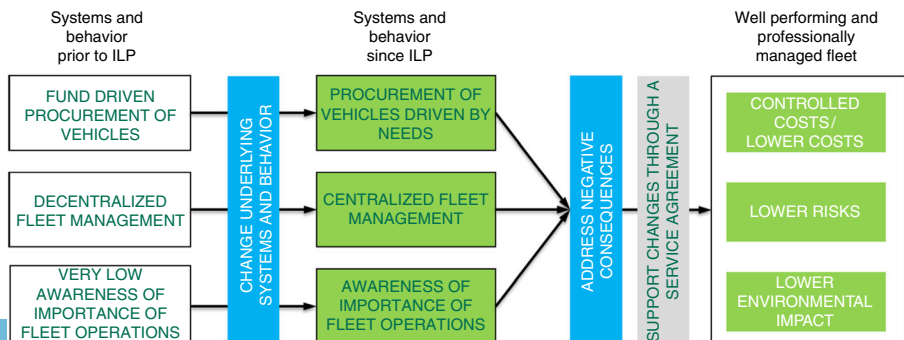 Systems and
behavior
prior to ILP
Systems and
behavior
since ILP
Well performing and
professionally
managed fleet
FUND DRIVEN
PROCUREMENT OF
VEHICLES
DECENTRALIZED
FLEET MANAGEMENT
VERY LOW
AWARENESS OF
IMPORTANCE OF
FLEET OPERATIONS
CHANGE UNDERLYING
SYSTEMS AND BEHAVIOR
PROCUREMENT OF
VEHICLES DRIVEN BY
NEEDS
CENTRALIZED FLEET
MANAGEMENT
AWARENESS OF
IMPORTANCE OF
FLEET OPERATIONS
ADDRESS NEGATIVE
CONSEQUENCES
SUPPORT CHANGES THROUGH A
SERVICE AGREEMENT
CONTROLLED
COSTS/
LOWER COSTS
LOWER RISKS
LOWER
ENVIRONMENTAL
IMPACT